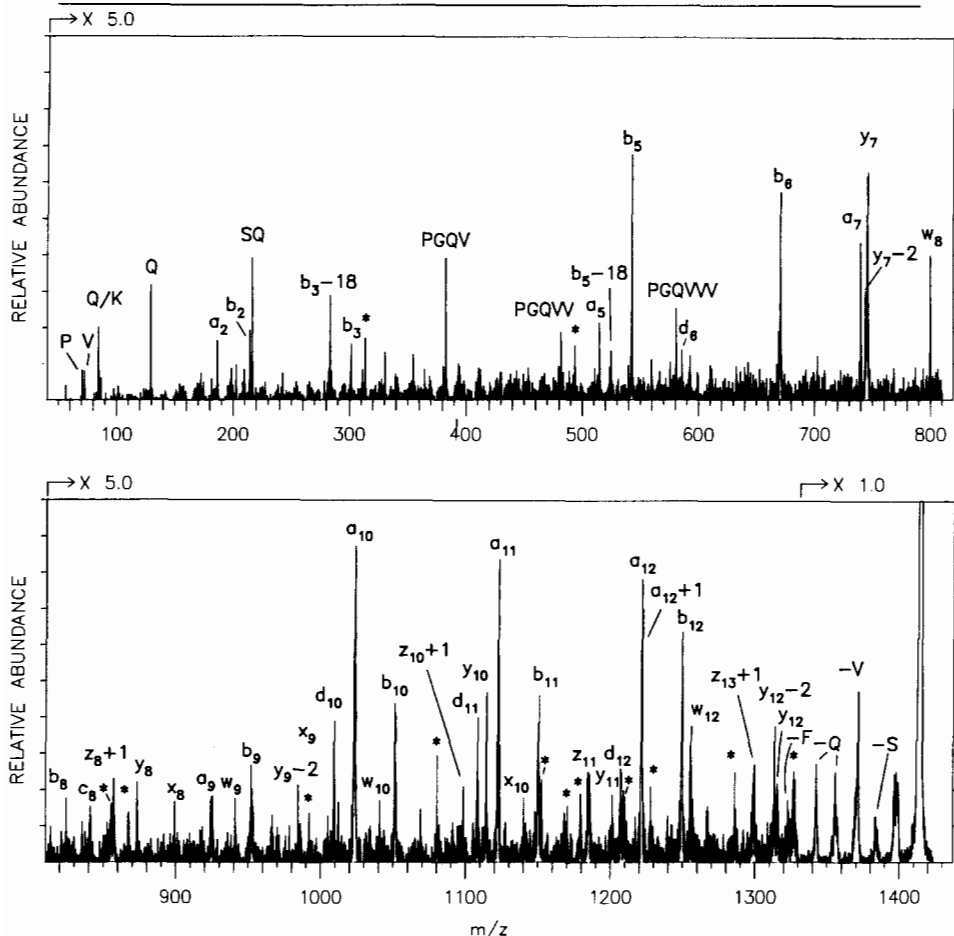 → X 5.0
RELATIVE ABUNDANCE
P V
Q/K
Q
a₂
b₂
SQ
b₃-18
b₃
*
PGQV
PGQVV
*
a₅
b₅-18
b₅
PGQVVV
d₆
b₆
a₇
y₇
y₇-2
w₈
100 200 300 400 500 600 700 800
→ X 5.0
→ X 1.0
RELATIVE ABUNDANCE
b₈
c₈
*
z₈+1
*
y₈
x₈
a₉
w₉
b₉
y₉-2
*
x₉
d₁₀
a₁₀
w₁₀
b₁₀
*
z₁₀+1
d₁₁
y₁₀
a₁₁
x₁₀
b₁₁
*
*
*
z₁₁
y₁₁
d₁₂
*
a₁₂
a₁₂+1
*
b₁₂
w₁₂
*
z₁₃+1
y₁₂-2
y₁₂
-F
*
-Q
-V
-S
900 1000 1100 1200 1300 1400
m/z